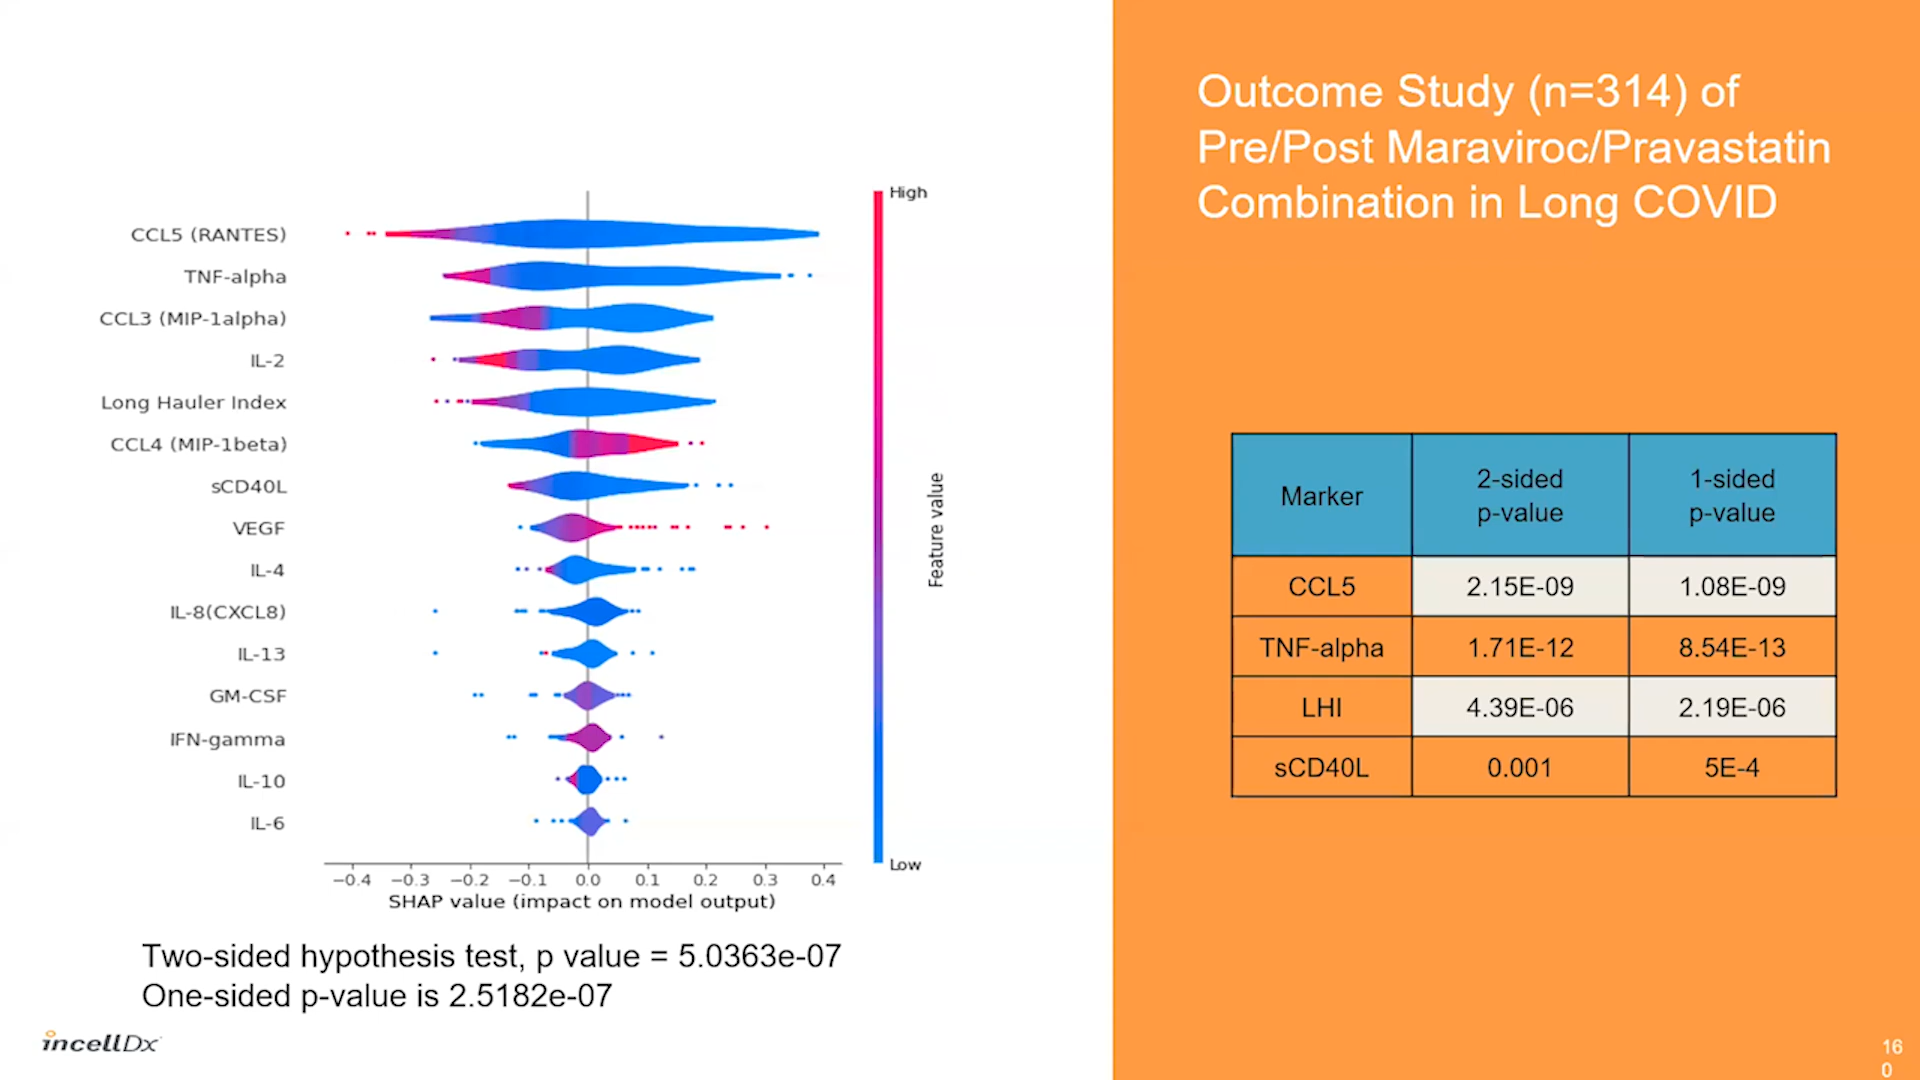 Outcome Study (n=314) of
Pre/Post Maraviroc/Pravastatin
Combination in Long COVID
High
CCL5 (RANTES)
TNF-alpha
CCL3 (MIP-1alpha)
IL-2
Long Hauler Index
CCL4 (MIP-1beta)
sCD40L
VEGF
IL-4
IL-8(CXCL8)
IL-13
GM-CSF
IFN-gamma
IL-10
IL-6
Feature value
Low
−0.4 −0.3 −0.2 −0.1 0.0 0.1 0.2 0.3 0.4
SHAP value (impact on model output)
Two-sided hypothesis test, p value = 5.0363e-07
One-sided p-value is 2.5182e-07
Marker 2-sided p-value 1-sided p-value
CCL5 2.15E-09 1.08E-09
TNF-alpha 1.71E-12 8.54E-13
LHI 4.39E-06 2.19E-06
sCD40L 0.001 5E-4
incellDx
16
0